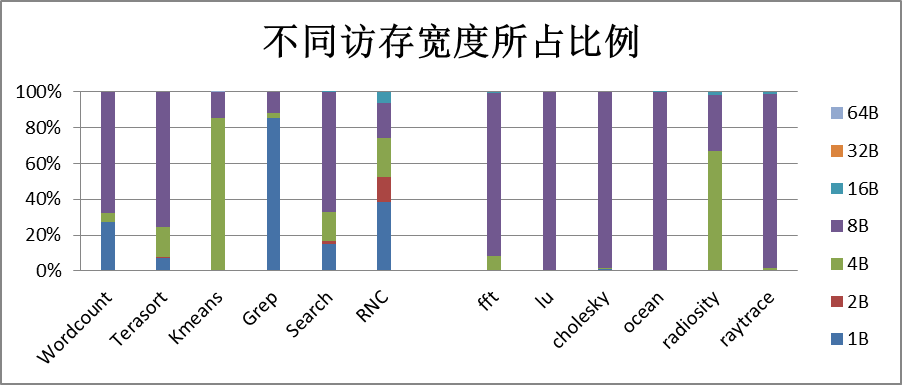 不同访存宽度所占比例
100%
80%
60%
40%
20%
0%
Wordcount
Terasort
Kmeans
Grep
Search
RNC
fft
lu
cholesky
ocean
radiosity
raytrace
64B
32B
16B
8B
4B
2B
1B